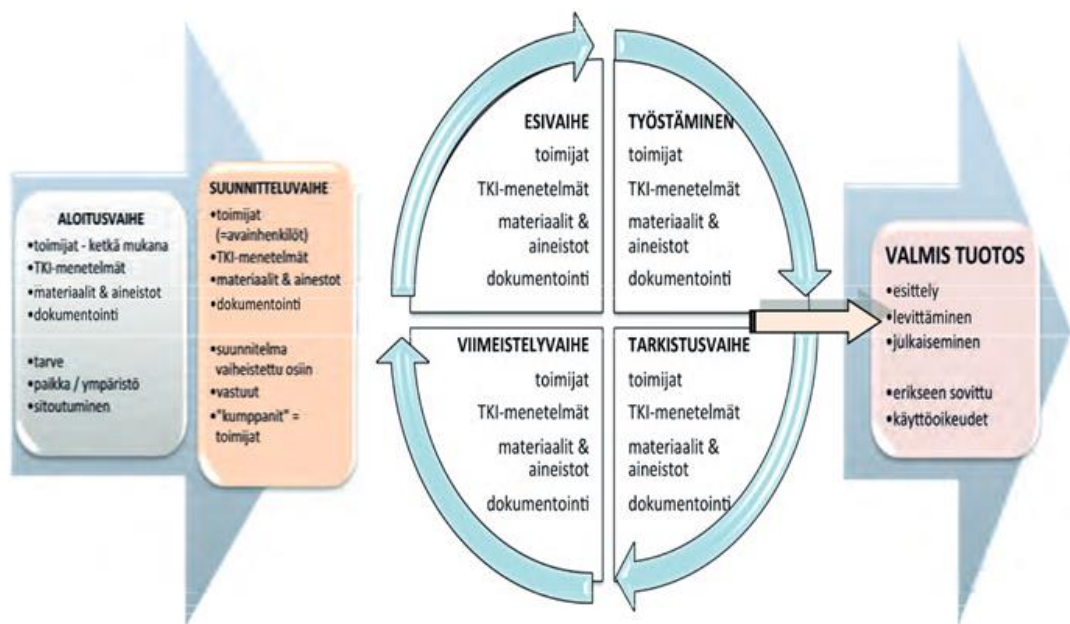 ALOITUSVAIHE
•toimijat - ketkä mukana
•TKI-menetelmät
•materiaalit & aineistot
•dokumentointi
•tarve
•paikka / ympäristö
•sitoutuminen
SUUNNITTELUVAIHE
•toimijat
(=avainhenkilöt)
•TKI-menetelmät
•materiaalit & ainestot
•dokumentointi
•suunnitelma
vaiheistettu osiin
•vastuut
•"kumppanit" =
toimijat
ESIVAIHE
toimijat
TKI-menetelmät
materiaalit &
aineistot
dokumentointi
TYÖSTÄMINEN
toimijat
TKI-menetelmät
materiaalit &
aineistot
dokumentointi
VIIMEISTELYVAIHE
toimijat
TKI-menetelmät
materiaalit &
aineistot
dokumentointi
TARKISTUSVAIHE
toimijat
TKI-menetelmät
materiaalit &
aineistot
dokumentointi
VALMIS TUOTOS
•esittely
•levittäminen
•julkaiseminen
•erikseen sovittu
•käyttöoikeudet